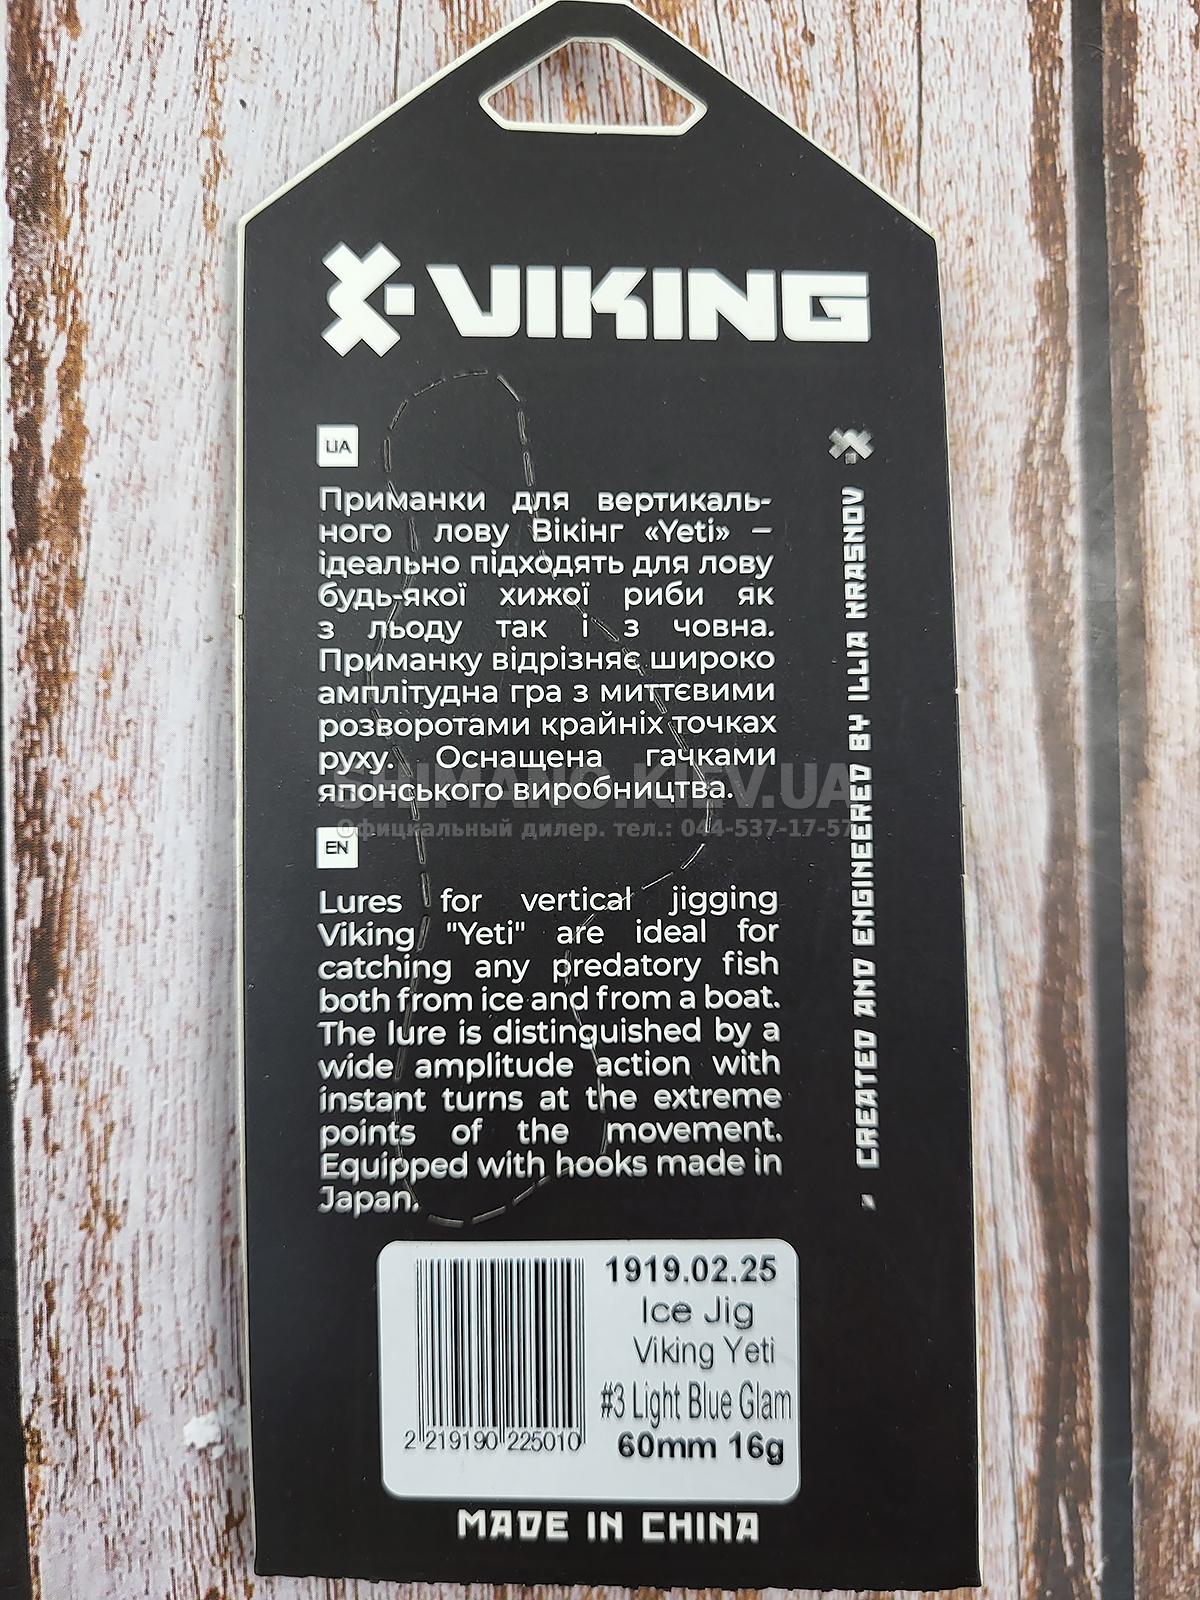 VIKING
UA
Приманки для вертикаль-
ного лову Вікінг «Yeti» –
ідеально підходять для лову
будь-якої хижої риби як
з льоду так і з човна.
Приманку відрізняє широко
амплітудна гра з миттєвими
розворотами крайніх точках
руху. Оснащена гачками
японського виробництва.
SHIMANO.KIEV.UA
Официальный дилер. тел.: 044-537-17-57
EN
Lures for vertical jigging
Viking "Yeti" are ideal for
catching any predatory fish
both from ice and from a boat.
The lure is distinguished by a
wide amplitude action with
instant turns at the extreme
points of the movement.
Equipped with hooks made in
Japan.
CREATED AND ENGINEERED BY ILLIA KRASNOV
1919.02.25
Ice Jig
Viking Yeti
#3 Light Blue Glam
60mm 16g
2 219190 225010
MADE IN CHINA